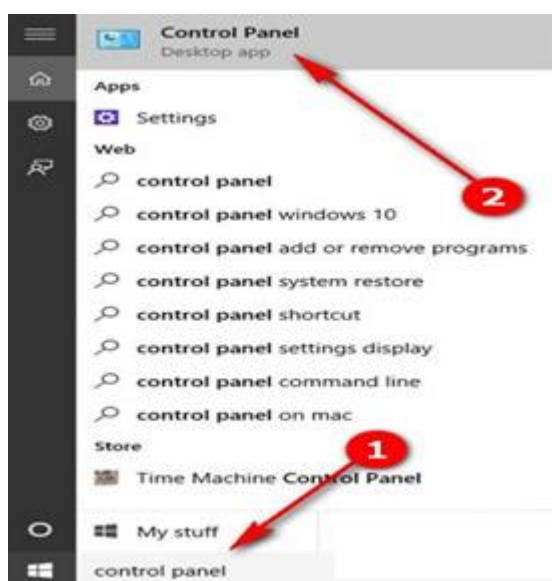 Control Panel
Desktop app
Apps
Settings
Web
control panel
control panel windows 10
control panel add or remove programs
control panel system restore
control panel shortcut
control panel settings display
control panel command line
control panel on mac
Store
Time Machine Control Panel
My stuff
control panel
2
1